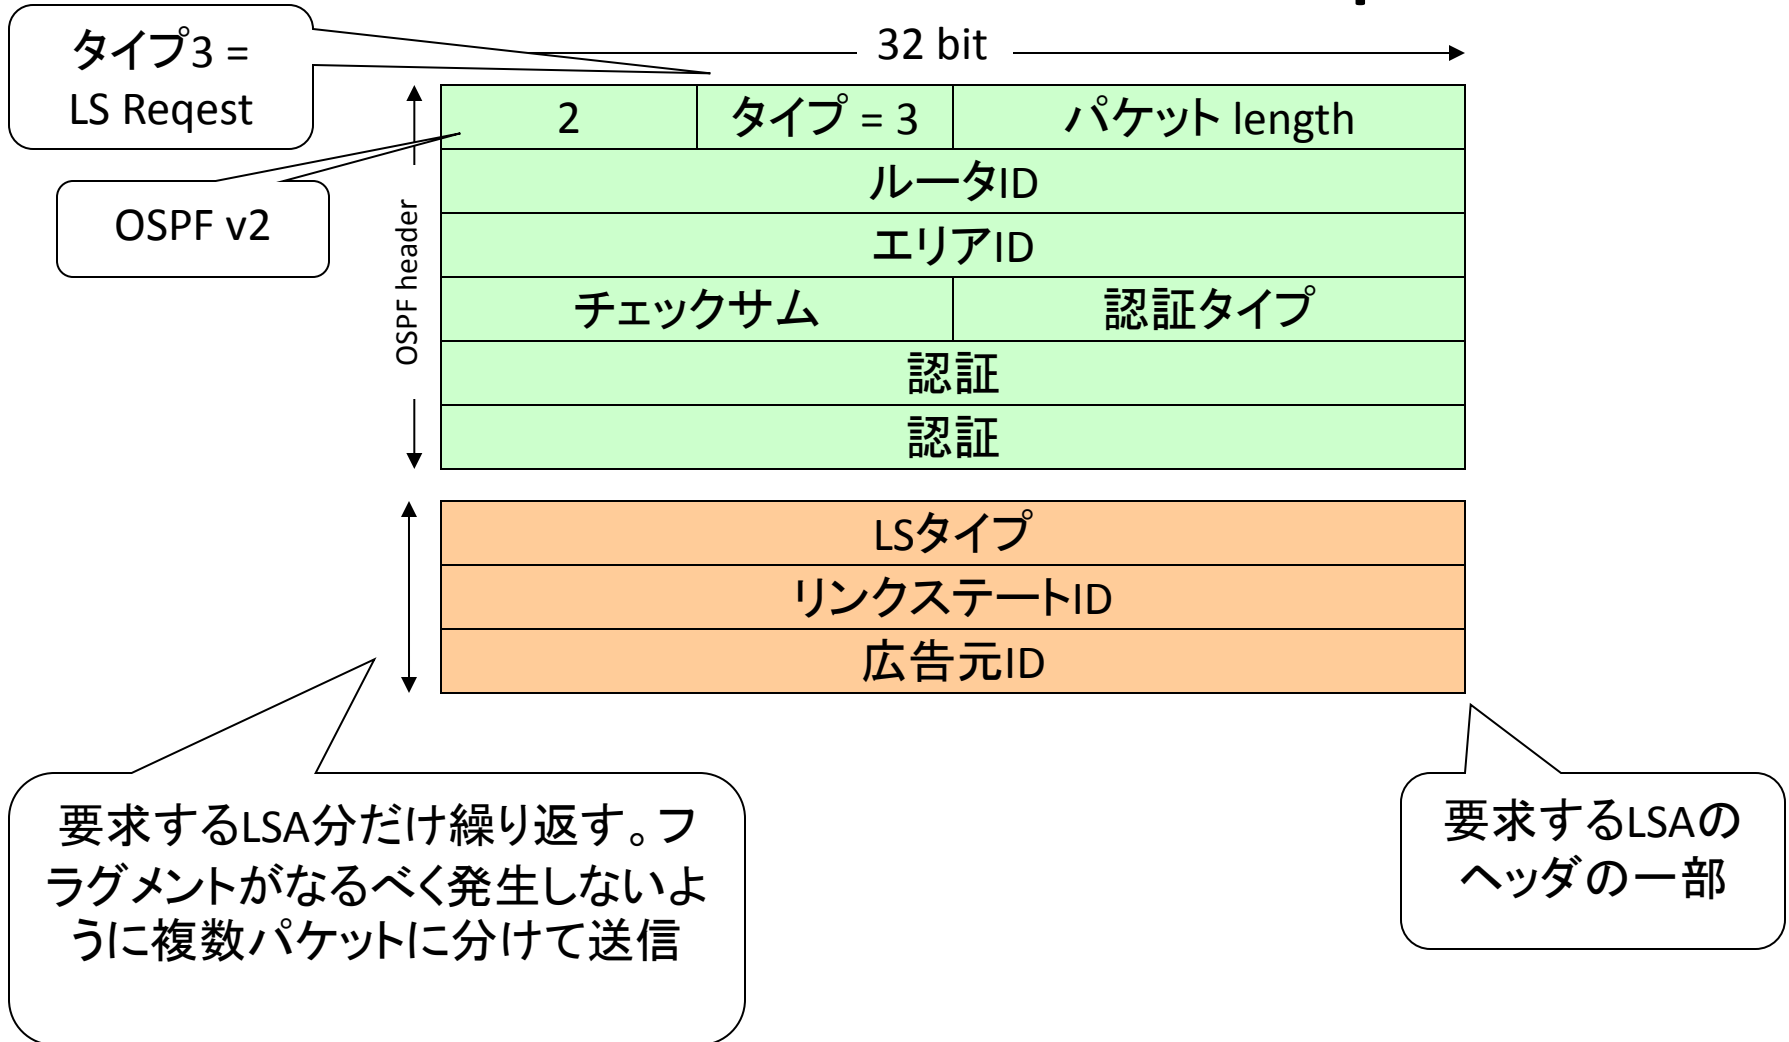 タイプ3 =
LS Reqest
32 bit
2
タイプ = 3
パケット length
OSPF v2
OSPF header
ルータID
エリアID
チェックサム
認証タイプ
認証
認証
LSタイプ
リンクステートID
広告元ID
要求するLSA分だけ繰り返す。フ
ラグメントがなるべく発生しないよ
うに複数パケットに分けて送信
要求するLSAの
ヘッダの一部